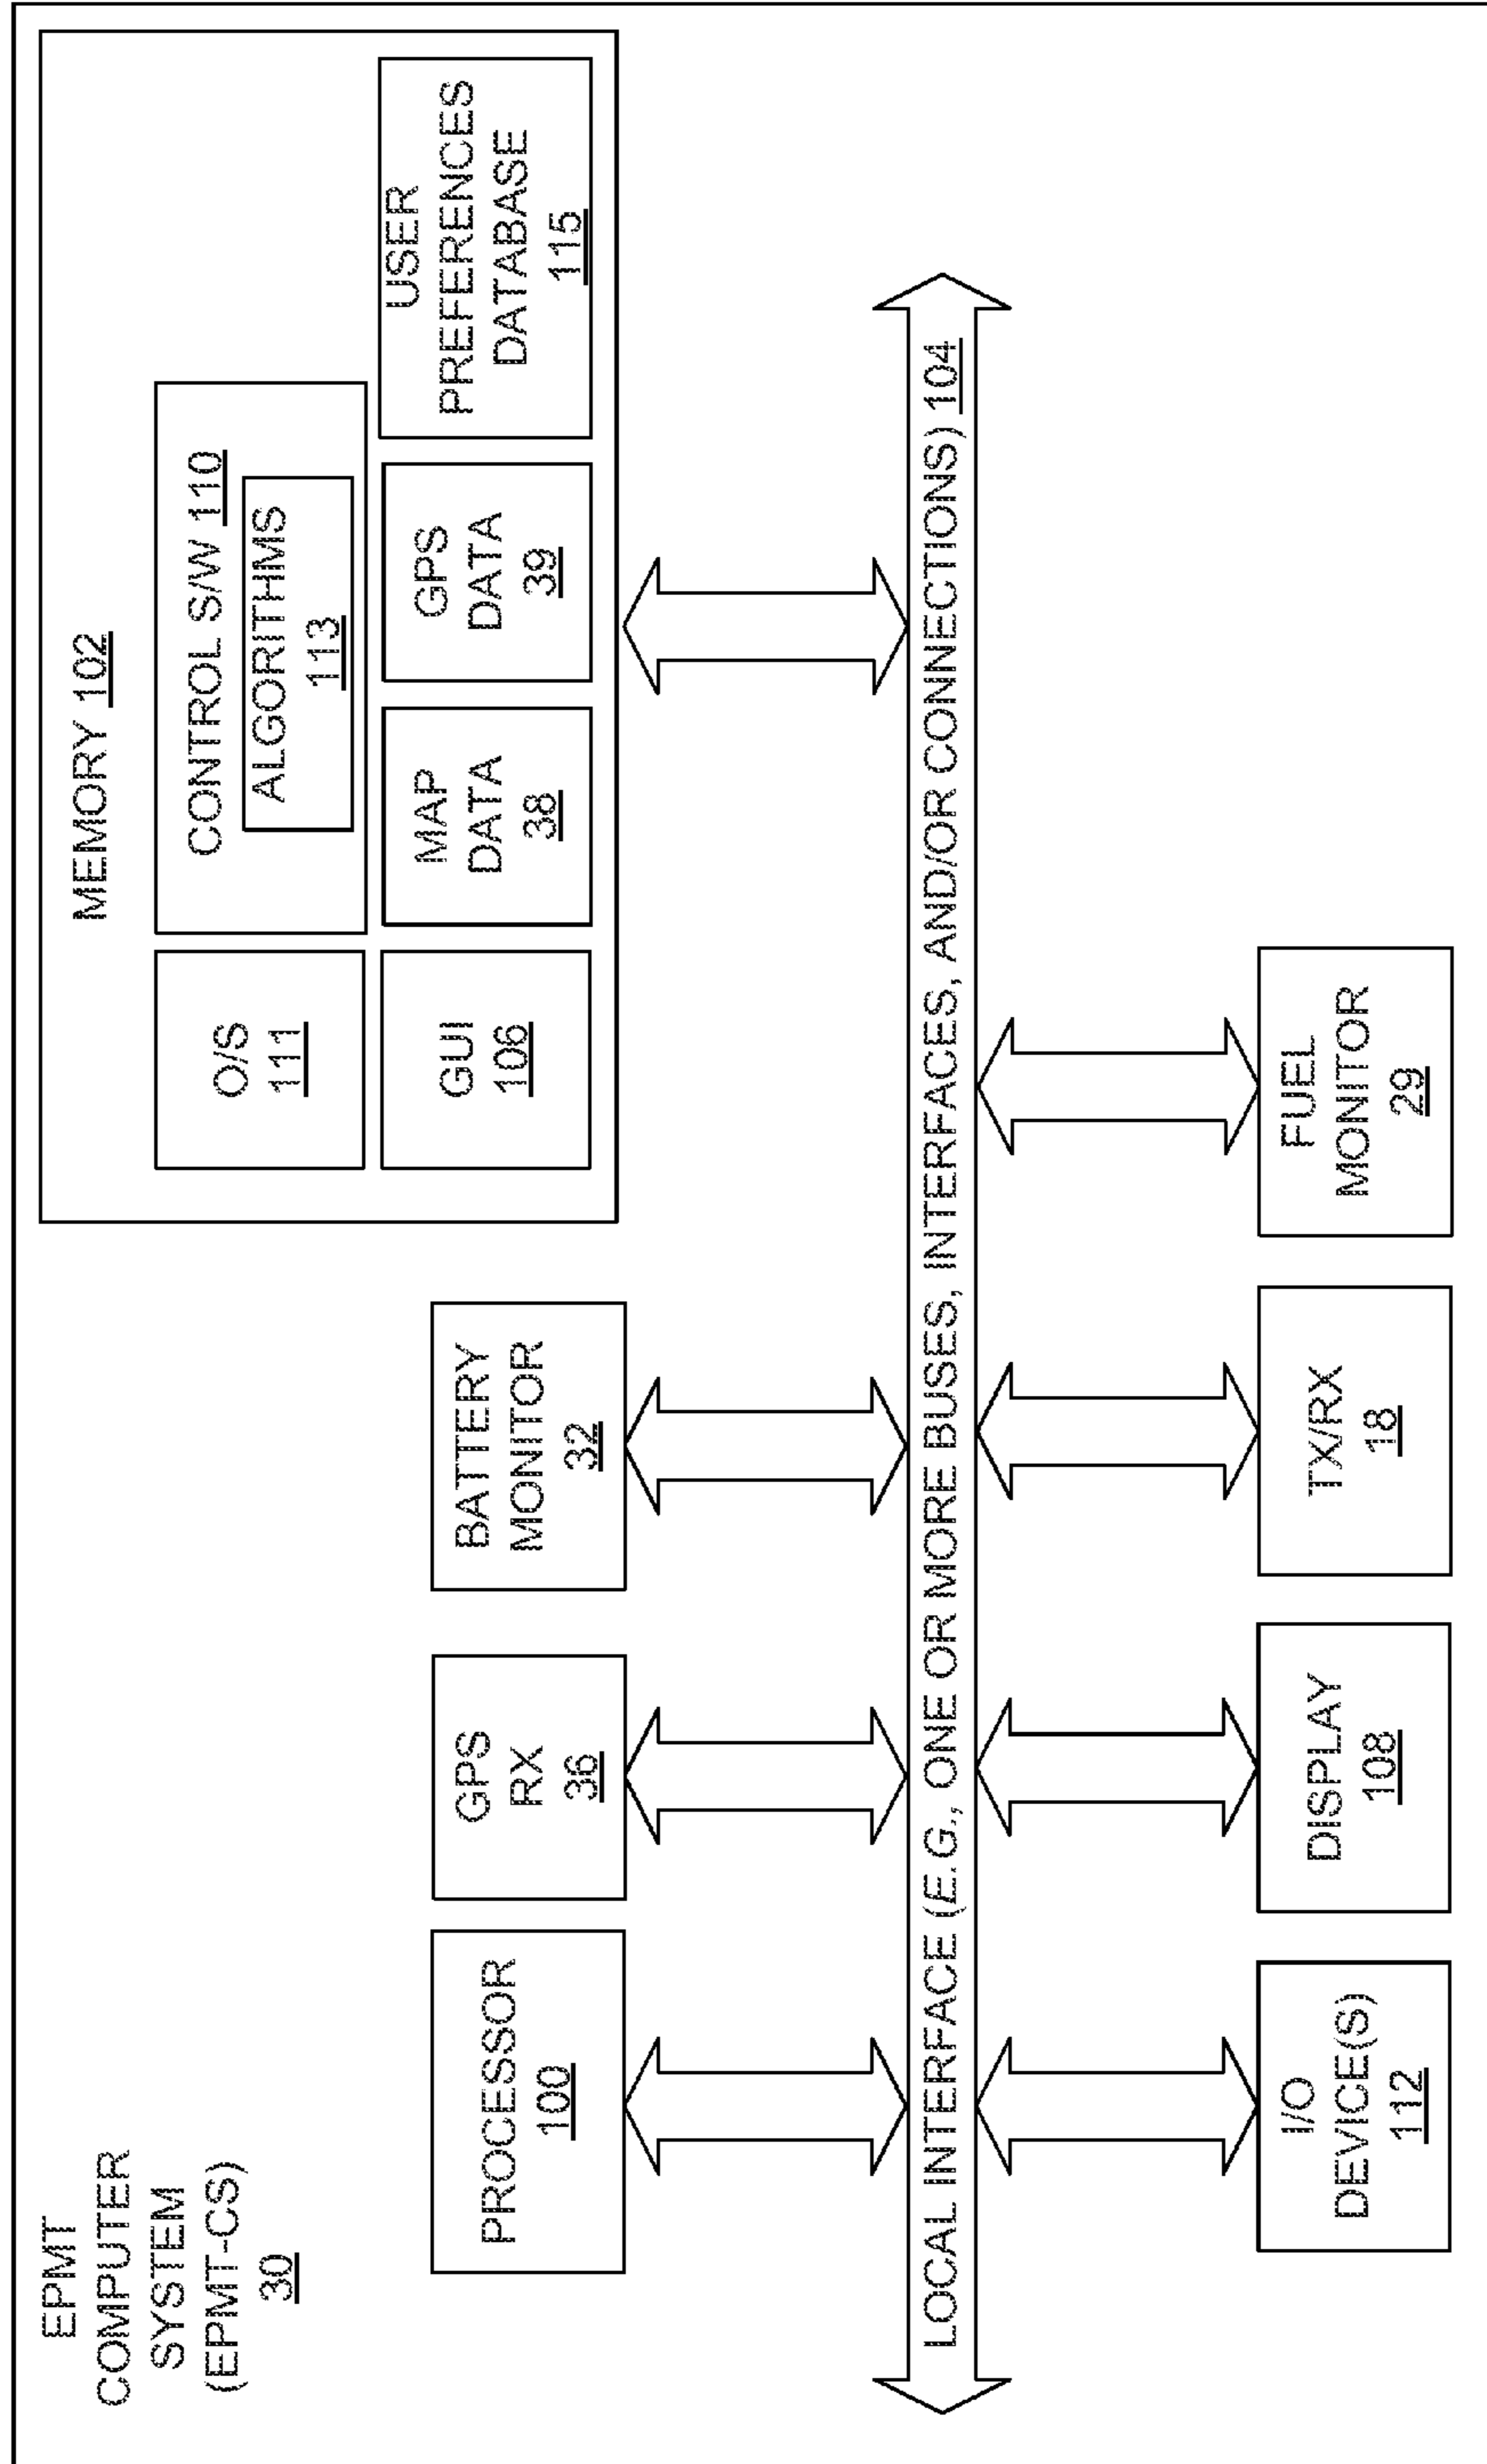 EPMT
COMPUTER
SYSTEM
(EPMT-CS)
30
MEMORY 102
O/S
111
CONTROL S/W 110
ALGORITHMS
113
GUI
106
MAP
DATA
38
GPS
DATA
39
USER
PREFERENCES
DATABASE
115
PROCESSOR
100
GPS
RX
36
BATTERY
MONITOR
32
LOCAL INTERFACE (E.G., ONE OR MORE BUSES, INTERFACES, AND/OR CONNECTIONS) 104
I/O
DEVICE(S)
112
DISPLAY
108
TX/RX
18
FUEL
MONITOR
29